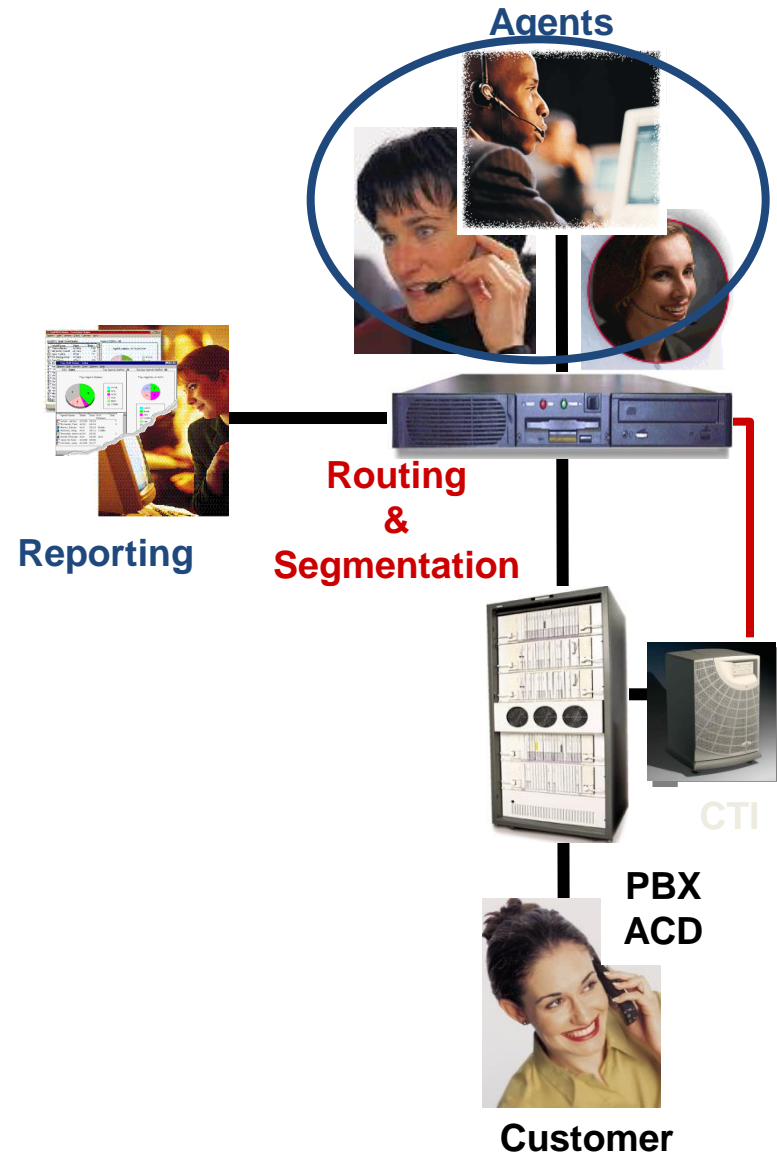 Agents
Routing
&
Segmentation
Reporting
CTI
PBX
ACD
Customer